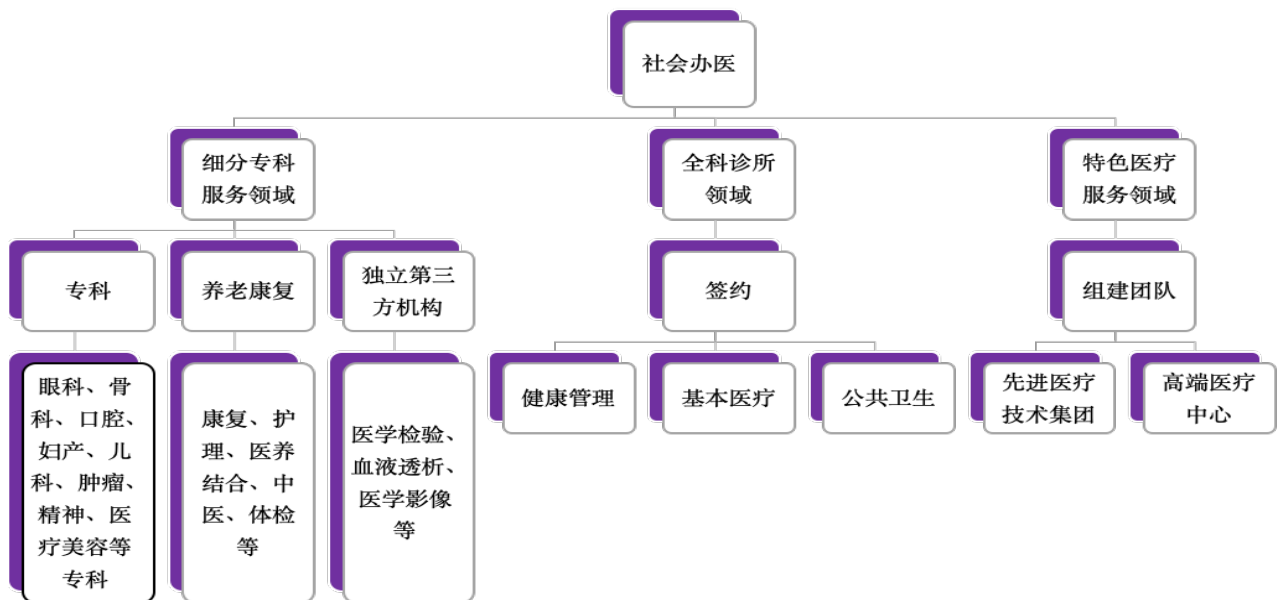 社会办医
细分专科
服务领域
全科诊所
领域
特色医疗
服务领域
专科
养老康复
独立第三
方机构
签约
组建团队
眼科、骨
科、口腔、
妇产、儿
科、肿瘤、
精神、医
疗美容等
专科
康复、护
理、医养
结合、中
医、体检
等
医学检验、
血液透析、
医学影像
等
健康管理
基本医疗
公共卫生
先进医疗
技术集团
高端医疗
中心